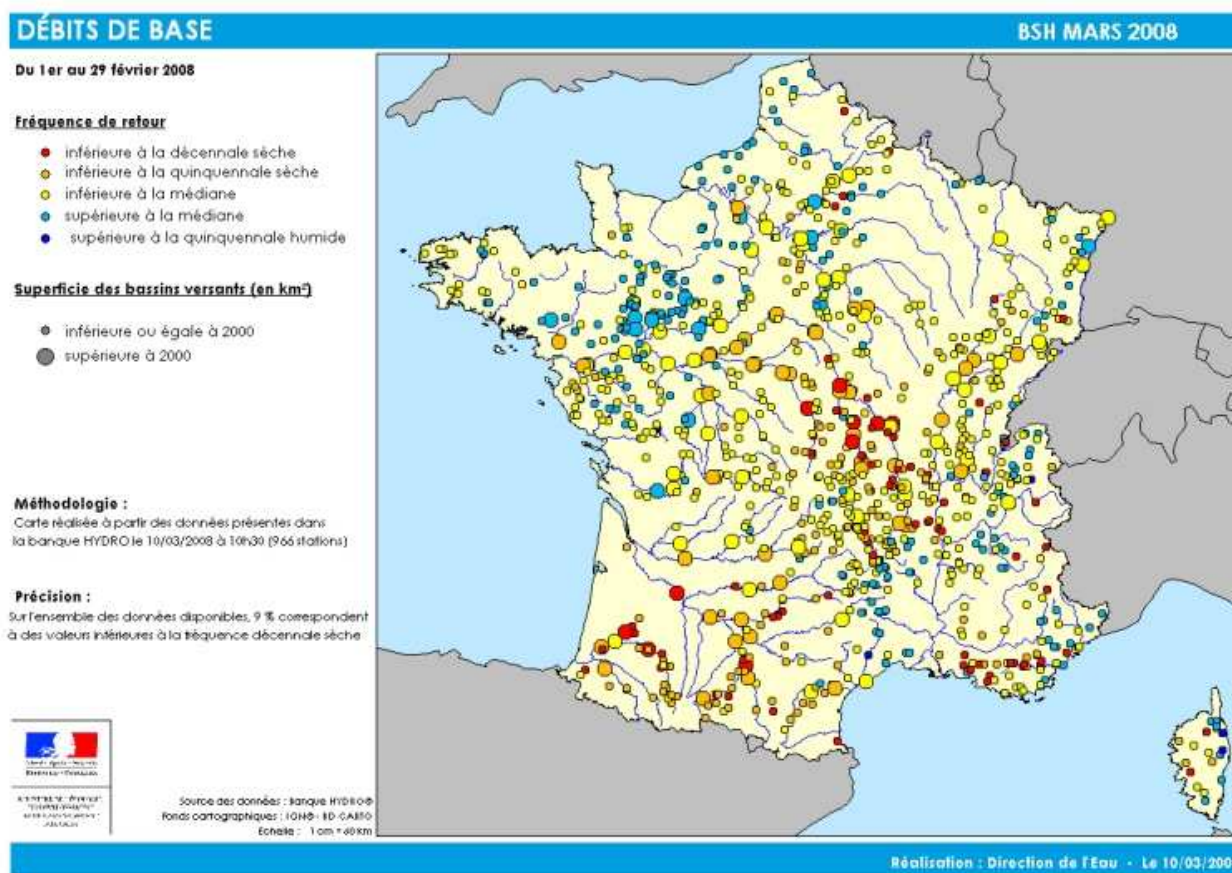 DÉBITS DE BASE
BSH MARS 2008
Du 1er au 29 février 2008
Fréquence de retour
inférieure à la décennale sèche
inférieure à la quinquennale sèche
inférieure à la médiane
supérieure à la médiane
supérieure à la quinquennale humide
Superficie des bassins versants (en km²)
inférieure ou égale à 2000
supérieure à 2000
Méthodologie :
Carte réalisée à partir des données présentes dans
la banque HYDRO le 10/03/2008 à 10h30 (966 stations)
Précision :
Sur l'ensemble des données disponibles, 9 % correspondent
à des valeurs inférieures à la fréquence décennale sèche
Source des données : Banque HYDRO®
Fonds cartographiques : IGN® - BD CARTO
Echelle : 1 cm = 60 km
Réalisation : Direction de l'Eau - Le 10/03/200